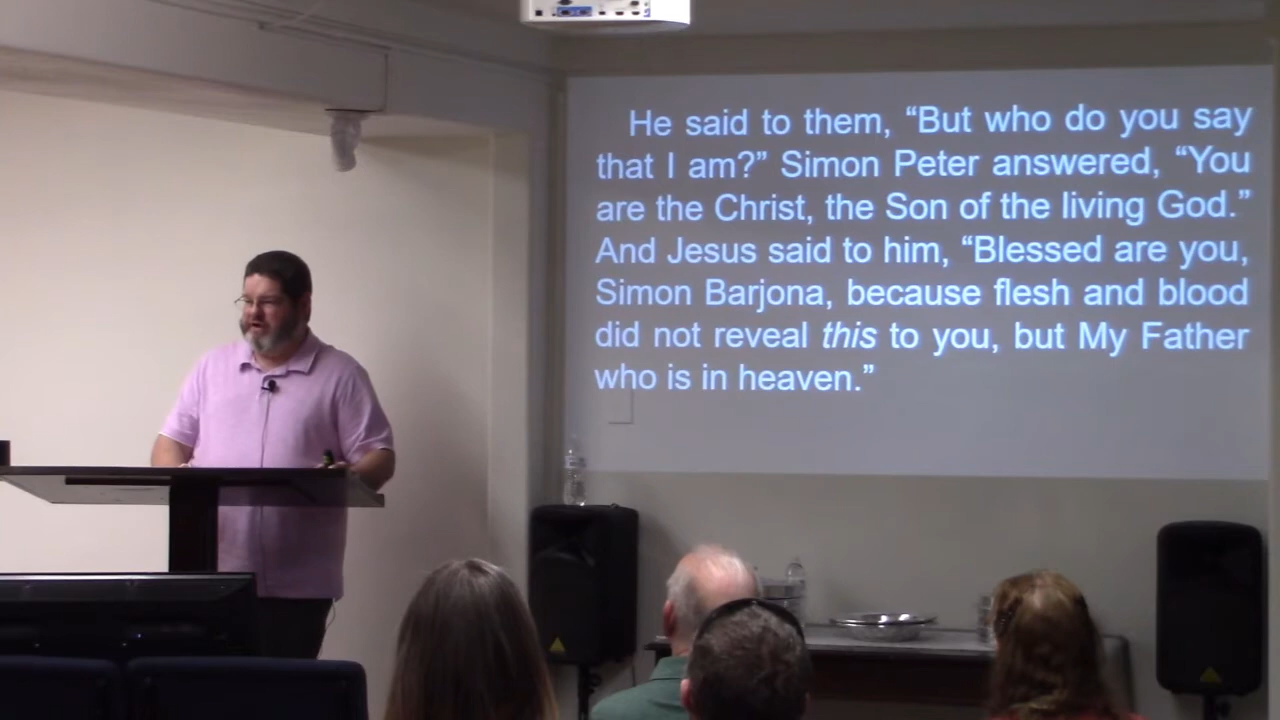 He said to them, “But who do you say
that I am?” Simon Peter answered, “You
are the Christ, the Son of the living God.”
And Jesus said to him, “Blessed are you,
Simon Barjona, because flesh and blood
did not reveal this to you, but My Father
who is in heaven.”